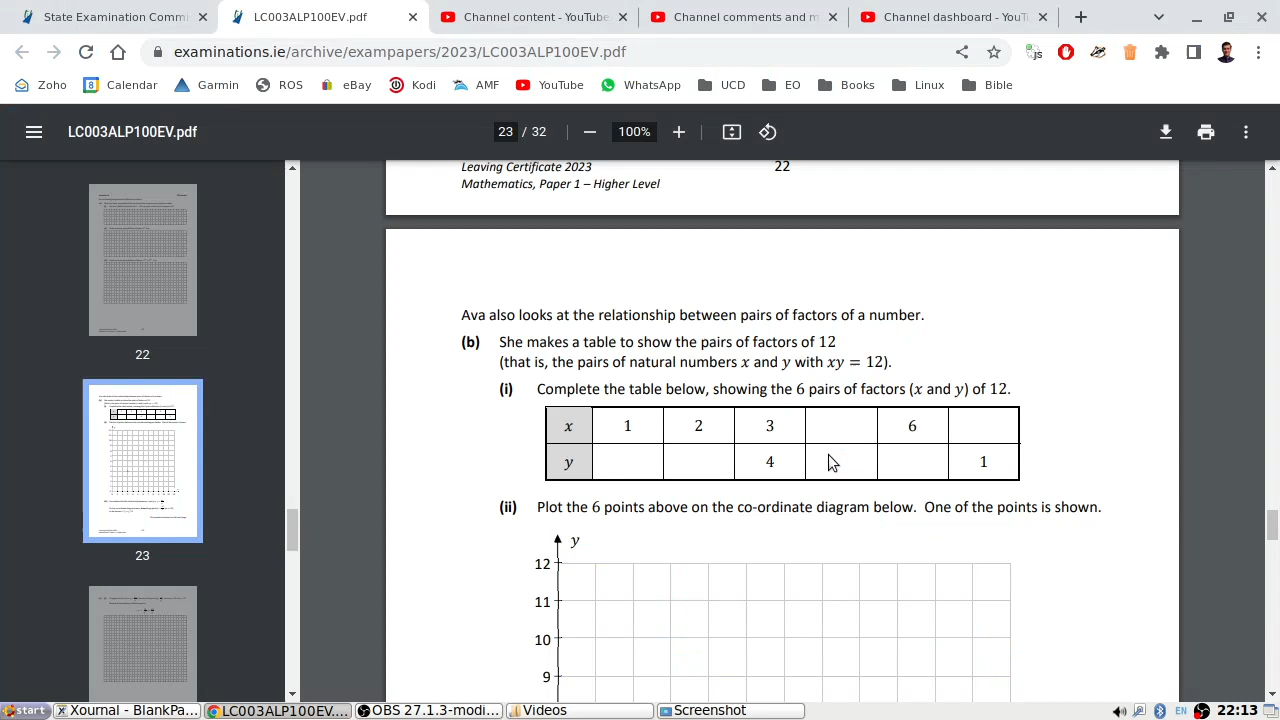 State Examination Commi
LC003ALP100EV.pdf
Channel content - YouTube
Channel comments and m
Channel dashboard - YouTu
examinations.ie/archive/exampapers/2023/LC003ALP100EV.pdf
Zoho
Calendar
Garmin
ROS
eBay
Kodi
AMF
YouTube
WhatsApp
UCD
EO
Books
Linux
Bible
LC003ALP100EV.pdf
23 / 32
100%
Leaving Certificate 2023
22
Mathematics, Paper 1 – Higher Level
22
23
Ava also looks at the relationship between pairs of factors of a number.
(b) She makes a table to show the pairs of factors of 12
(that is, the pairs of natural numbers x and y with xy = 12).
(i) Complete the table below, showing the 6 pairs of factors (x and y) of 12.
x 1 2 3 6
y 4 1
(ii) Plot the 6 points above on the co-ordinate diagram below. One of the points is shown.
y
12
11
10
9
start
Xournal - BlankPa...
LC003ALP100EV....
OBS 27.1.3-modi...
Videos
Screenshot
EN
22:13